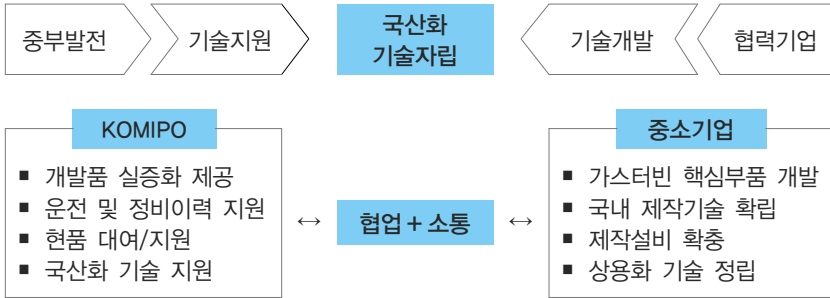 중부발전
기술지원
국산화
기술자립
기술개발
협력기업
KOMIPO
■ 개발품 실증화 제공
■ 운전 및 정비이력 지원
■ 현품 대여/지원
■ 국산화 기술 지원
↔
협업 + 소통
↔
중소기업
■ 가스터빈 핵심부품 개발
■ 국내 제작기술 확립
■ 제작설비 확충
■ 상용화 기술 정립